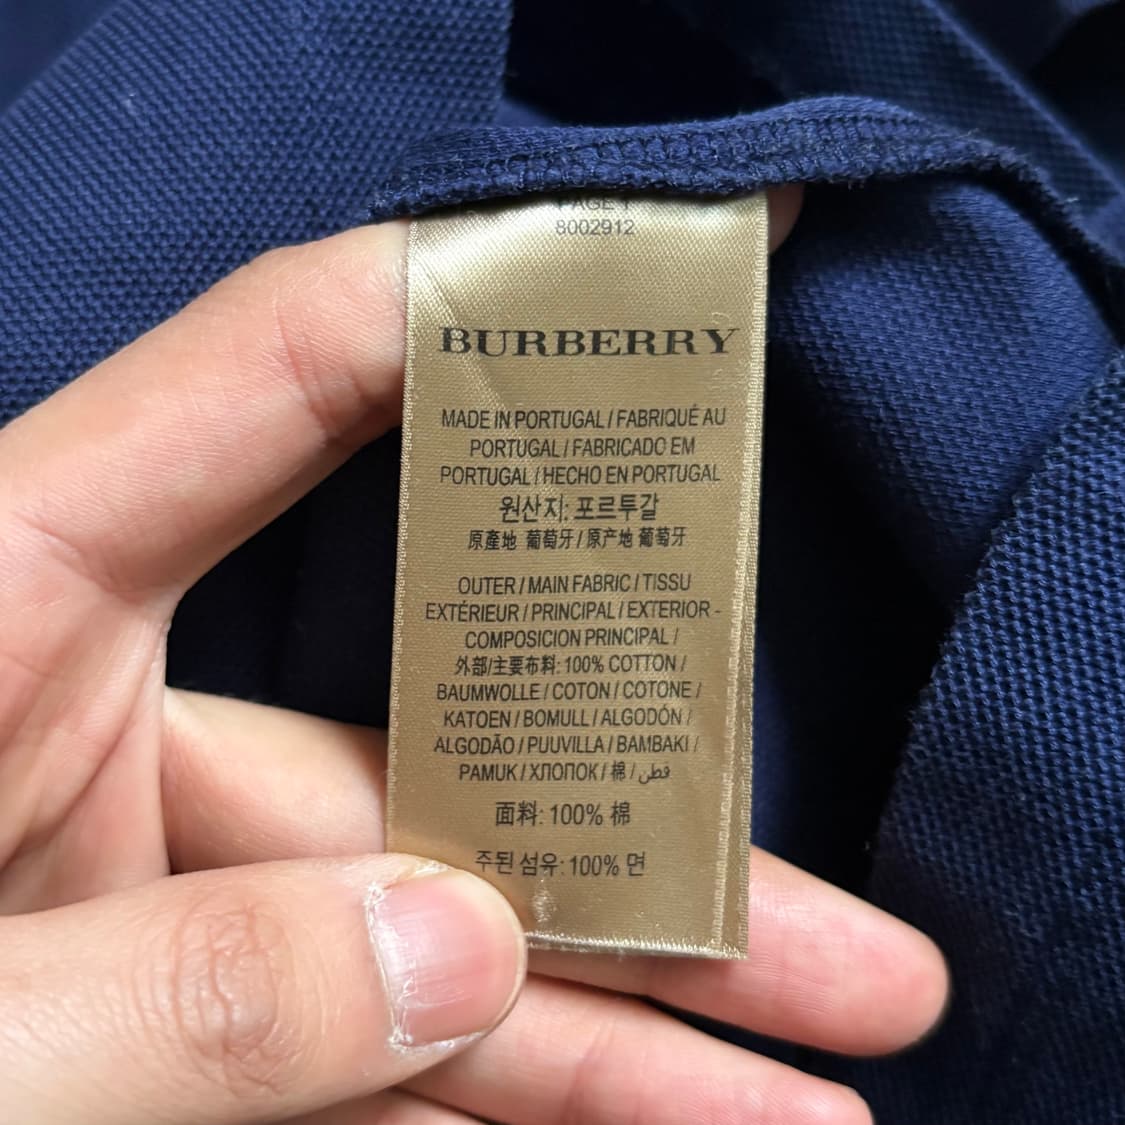 PAGE 1
8002912
BURBERRY
MADE IN PORTUGAL / FABRIQUÉ AU
PORTUGAL / FABRICADO EM
PORTUGAL / HECHO EN PORTUGAL
원산지: 포르투갈
原產地 葡萄牙 / 原产地 葡萄牙
OUTER / MAIN FABRIC / TISSU
EXTÉRIEUR / PRINCIPAL / EXTERIOR -
COMPOSICION PRINCIPAL /
外部/主要布料: 100% COTTON /
BAUMWOLLE / COTON / COTONE /
KATOEN / BOMULL / ALGODÓN /
ALGODÃO / PUUVILLA / BAMBAKI /
PAMUK / ХЛОПОК / 棉 / قطن
面料: 100% 棉
주된 섬유: 100% 면